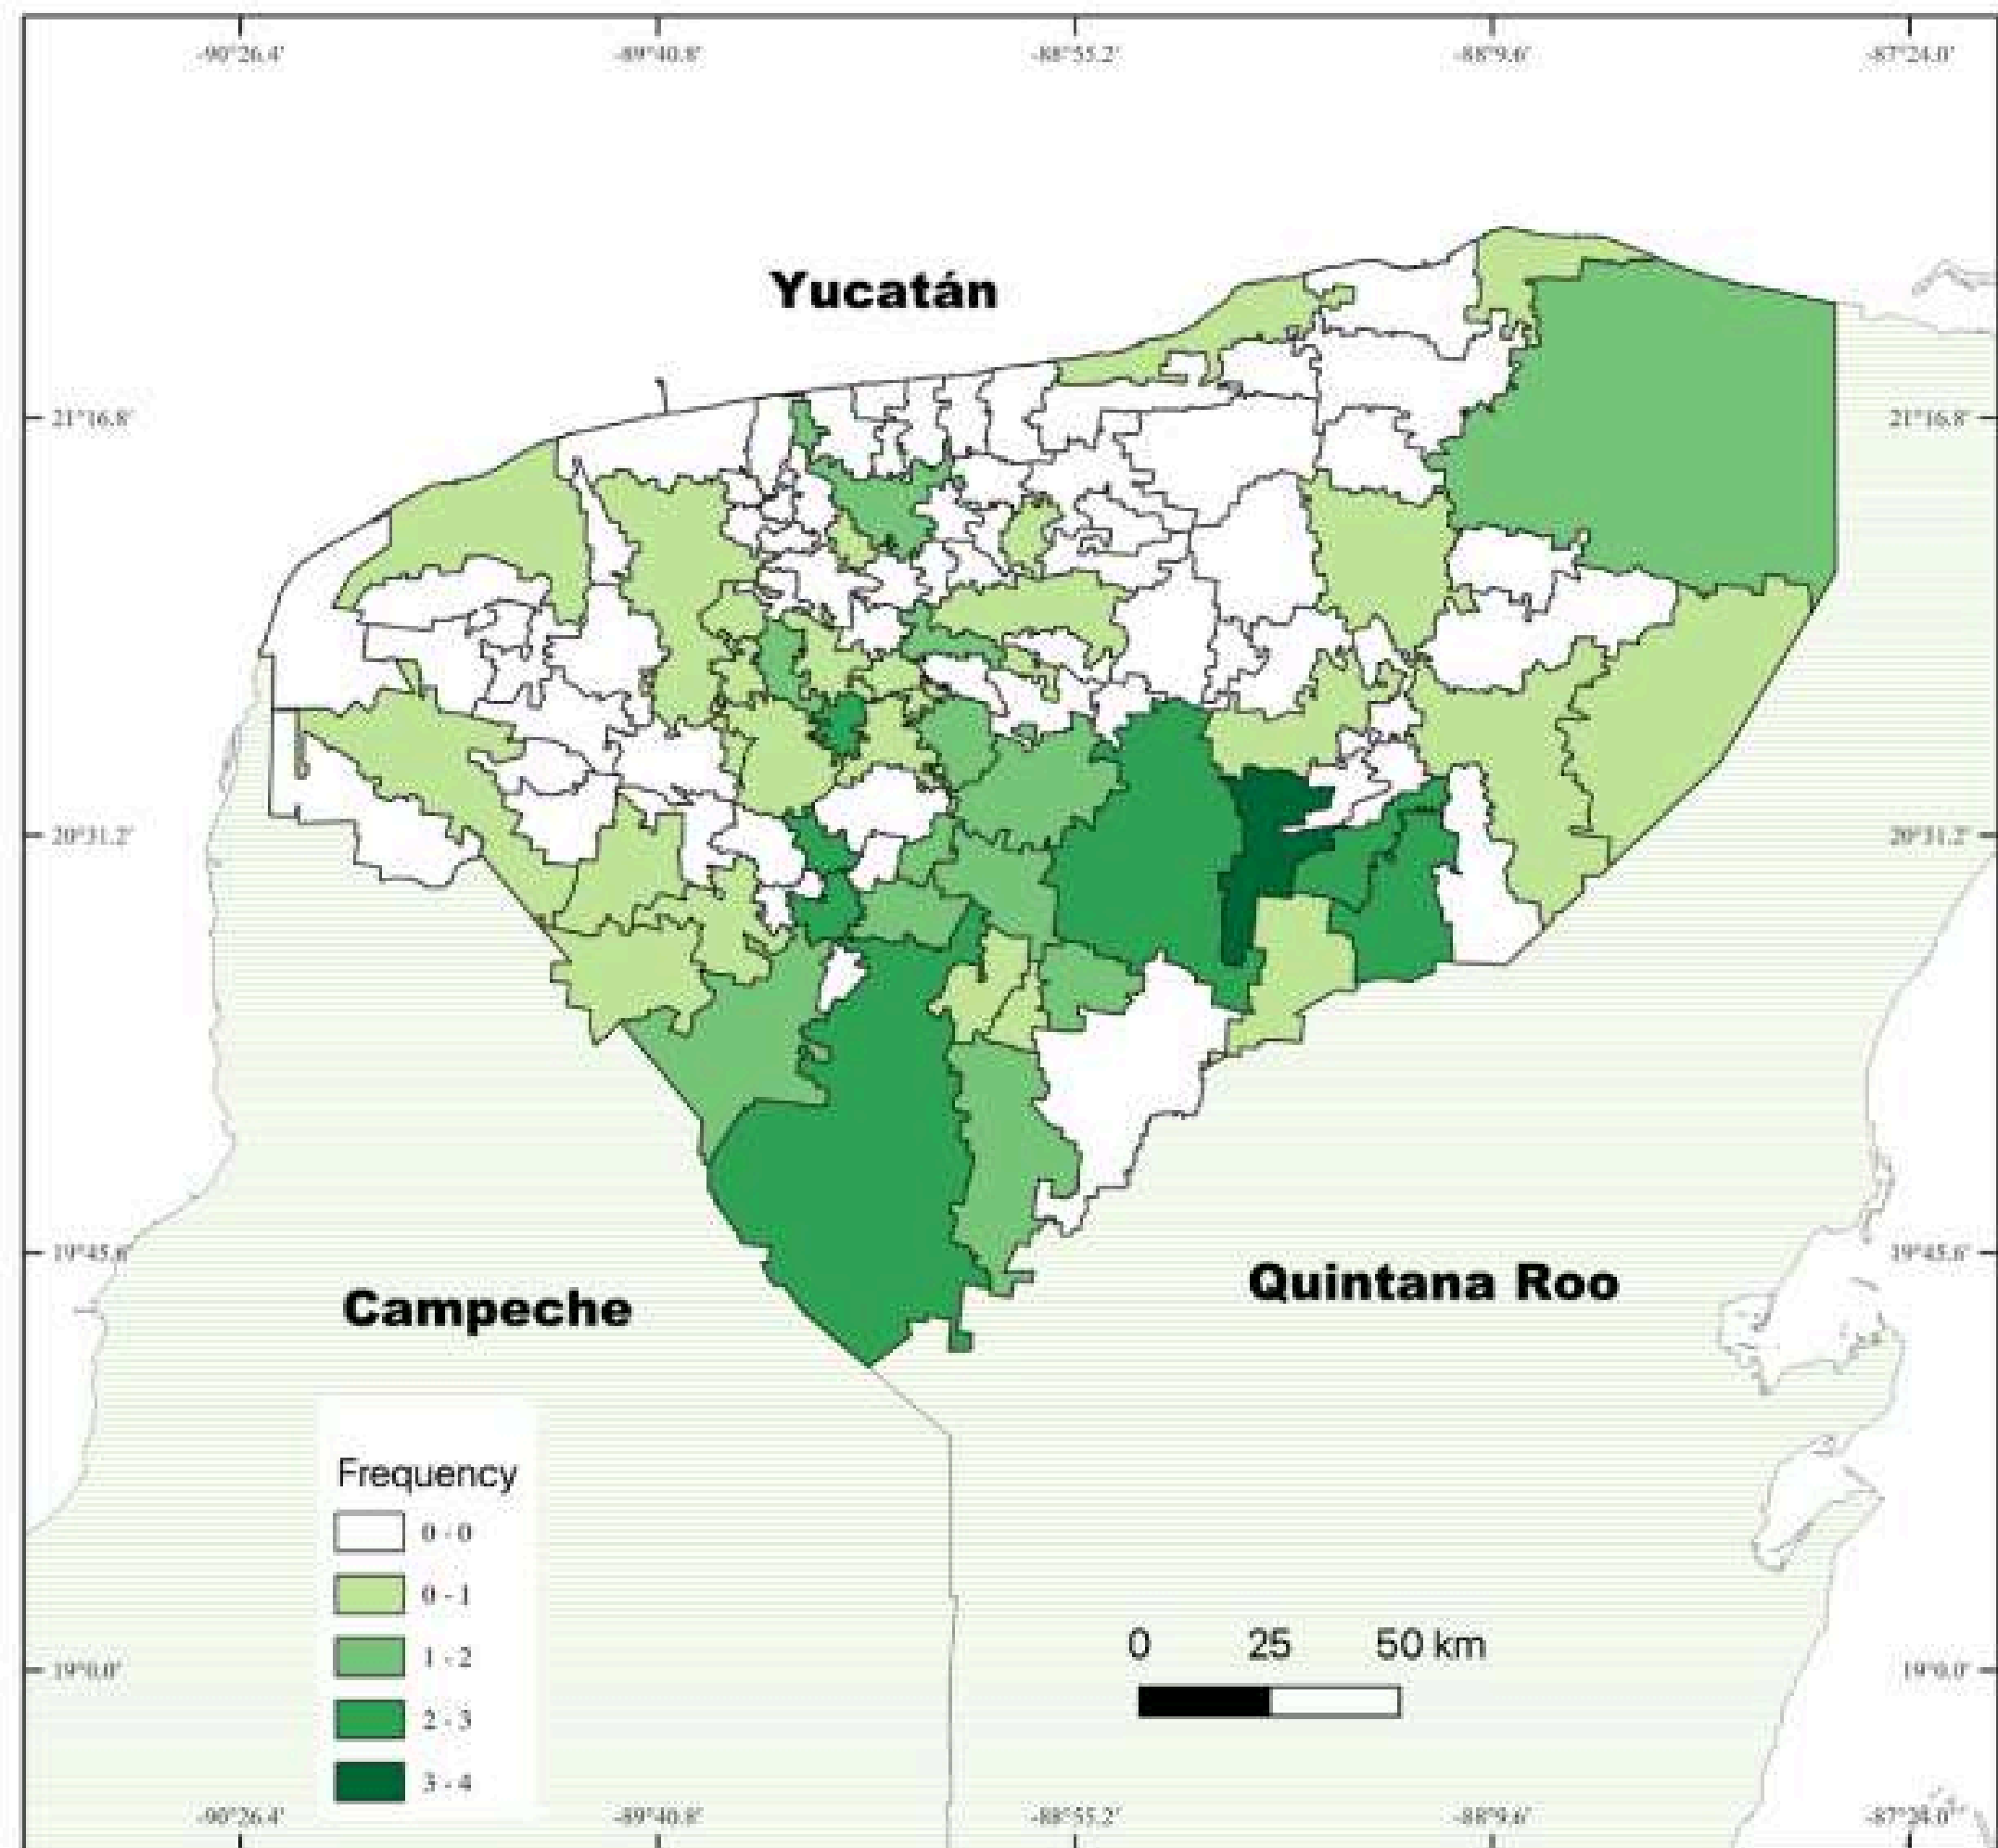 -90°26.4' -89°40.8' -88°55.2' -88°9.6' -87°24.0'
Yucatán
21°16.8' 21°16.8'
20°31.2' 20°31.2'
19°45.6' 19°45.6'
Quintana Roo
Campeche
Frequency
0 - 0
0 - 1
1 - 2
2 - 3
3 - 4
0 25 50 km
19°0.0' 19°0.0'
-90°26.4' -89°40.8' -88°55.2' -88°9.6' -87°24.0'